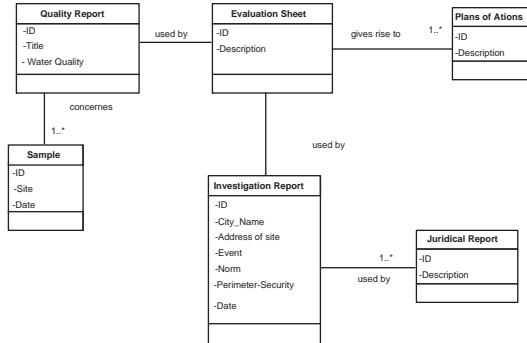 Quality Report
-ID
-Title
- Water Quality
used by
Evaluation Sheet
-ID
-Description
gives rise to
1..*
Plans of Ations
-ID
-Description
concernes
1..*
Sample
-ID
-Site
-Date
used by
Investigation Report
-ID
-City_Name
-Address of site
-Event
-Norm
-Perimeter-Security
-Date
1..*
used by
Juridical Report
-ID
-Description